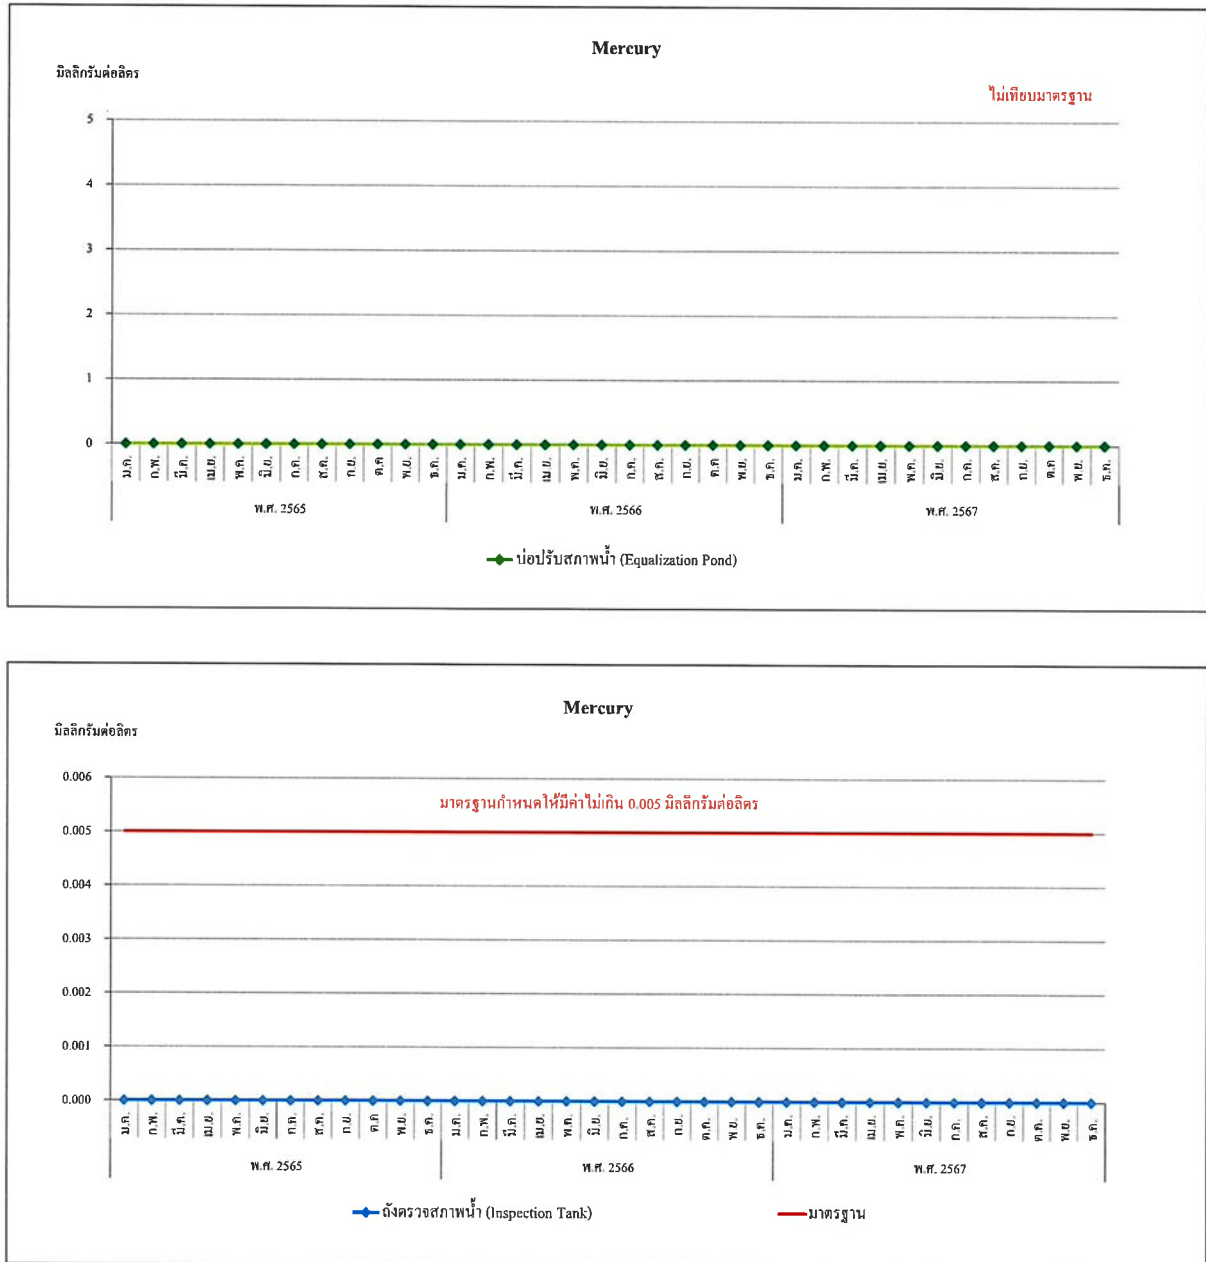 Mercury
มิลลิกรัมต่อลิตร
ไม่เทียบมาตรฐาน
5
4
3
2
1
0
ม.ค. ก.พ. มี.ค. เม.ย. พ.ค. มิ.ย. ก.ค. ส.ค. ก.ย. ต.ค พ.ย. ธ.ค. ม.ค. ก.พ. มี.ค. เม.ย. พ.ค. มิ.ย. ก.ค. ส.ค. ก.ย. ต.ค พ.ย. ธ.ค. ม.ค. ก.พ. มี.ค. เม.ย. พ.ค. มิ.ย. ก.ค. ส.ค. ก.ย. ต.ค พ.ย. ธ.ค.
พ.ศ. 2565 พ.ศ. 2566 พ.ศ. 2567
บ่อปรับสภาพน้ำ (Equalization Pond)
Mercury
มิลลิกรัมต่อลิตร
0.006
มาตรฐานกำหนดให้มีค่าไม่เกิน 0.005 มิลลิกรัมต่อลิตร
0.005
0.004
0.003
0.002
0.001
0.000
ม.ค. ก.พ. มี.ค. เม.ย. พ.ค. มิ.ย. ก.ค. ส.ค. ก.ย. ต.ค พ.ย. ธ.ค. ม.ค. ก.พ. มี.ค. เม.ย. พ.ค. มิ.ย. ก.ค. ส.ค. ก.ย. ต.ค. พ.ย. ธ.ค. ม.ค. ก.พ. มี.ค. เม.ย. พ.ค. มิ.ย. ก.ค. ส.ค. ก.ย. ต.ค. พ.ย. ธ.ค.
พ.ศ. 2565 พ.ศ. 2566 พ.ศ. 2567
ถังตรวจสภาพน้ำ (Inspection Tank) มาตรฐาน